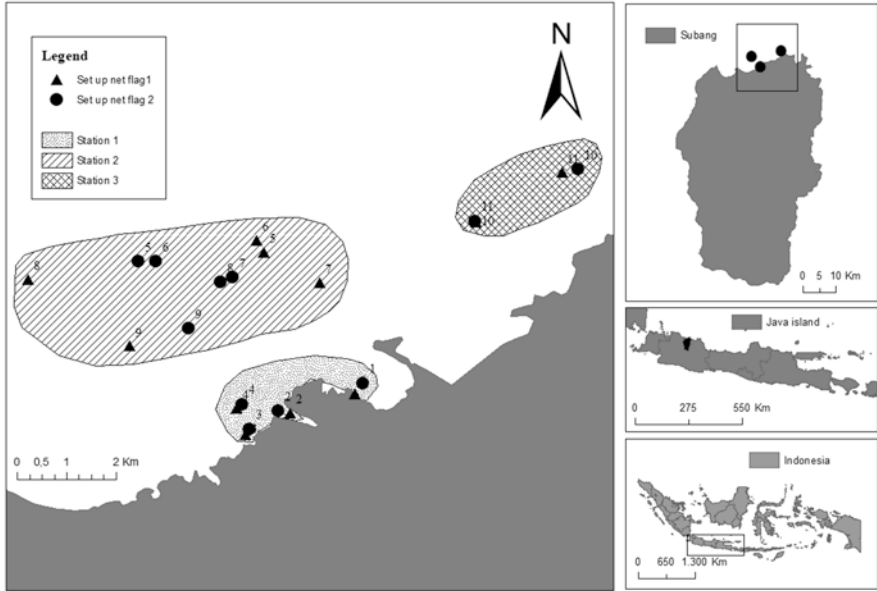 Legend
Set up net flag1
Set up net flag 2
Station 1
Station 2
Station 3
N
11 10
11
10
6
5
5 6
7
8
8
7
9
9
1
4
4
2
2
3
0 0,5 1 2 Km
Subang
0 5 10 Km
Java island
0 275 550 Km
Indonesia
0 650 1.300 Km